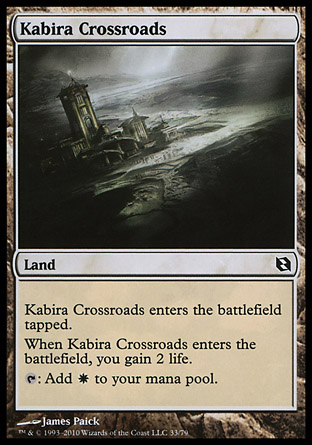 Kabira Crossroads
Land
Kabira Crossroads enters the battlefield
tapped.
When Kabira Crossroads enters the
battlefield, you gain 2 life.
: Add to your mana pool.
James Paick
™ & © 1993-2010 Wizards of the Coast LLC 33/79